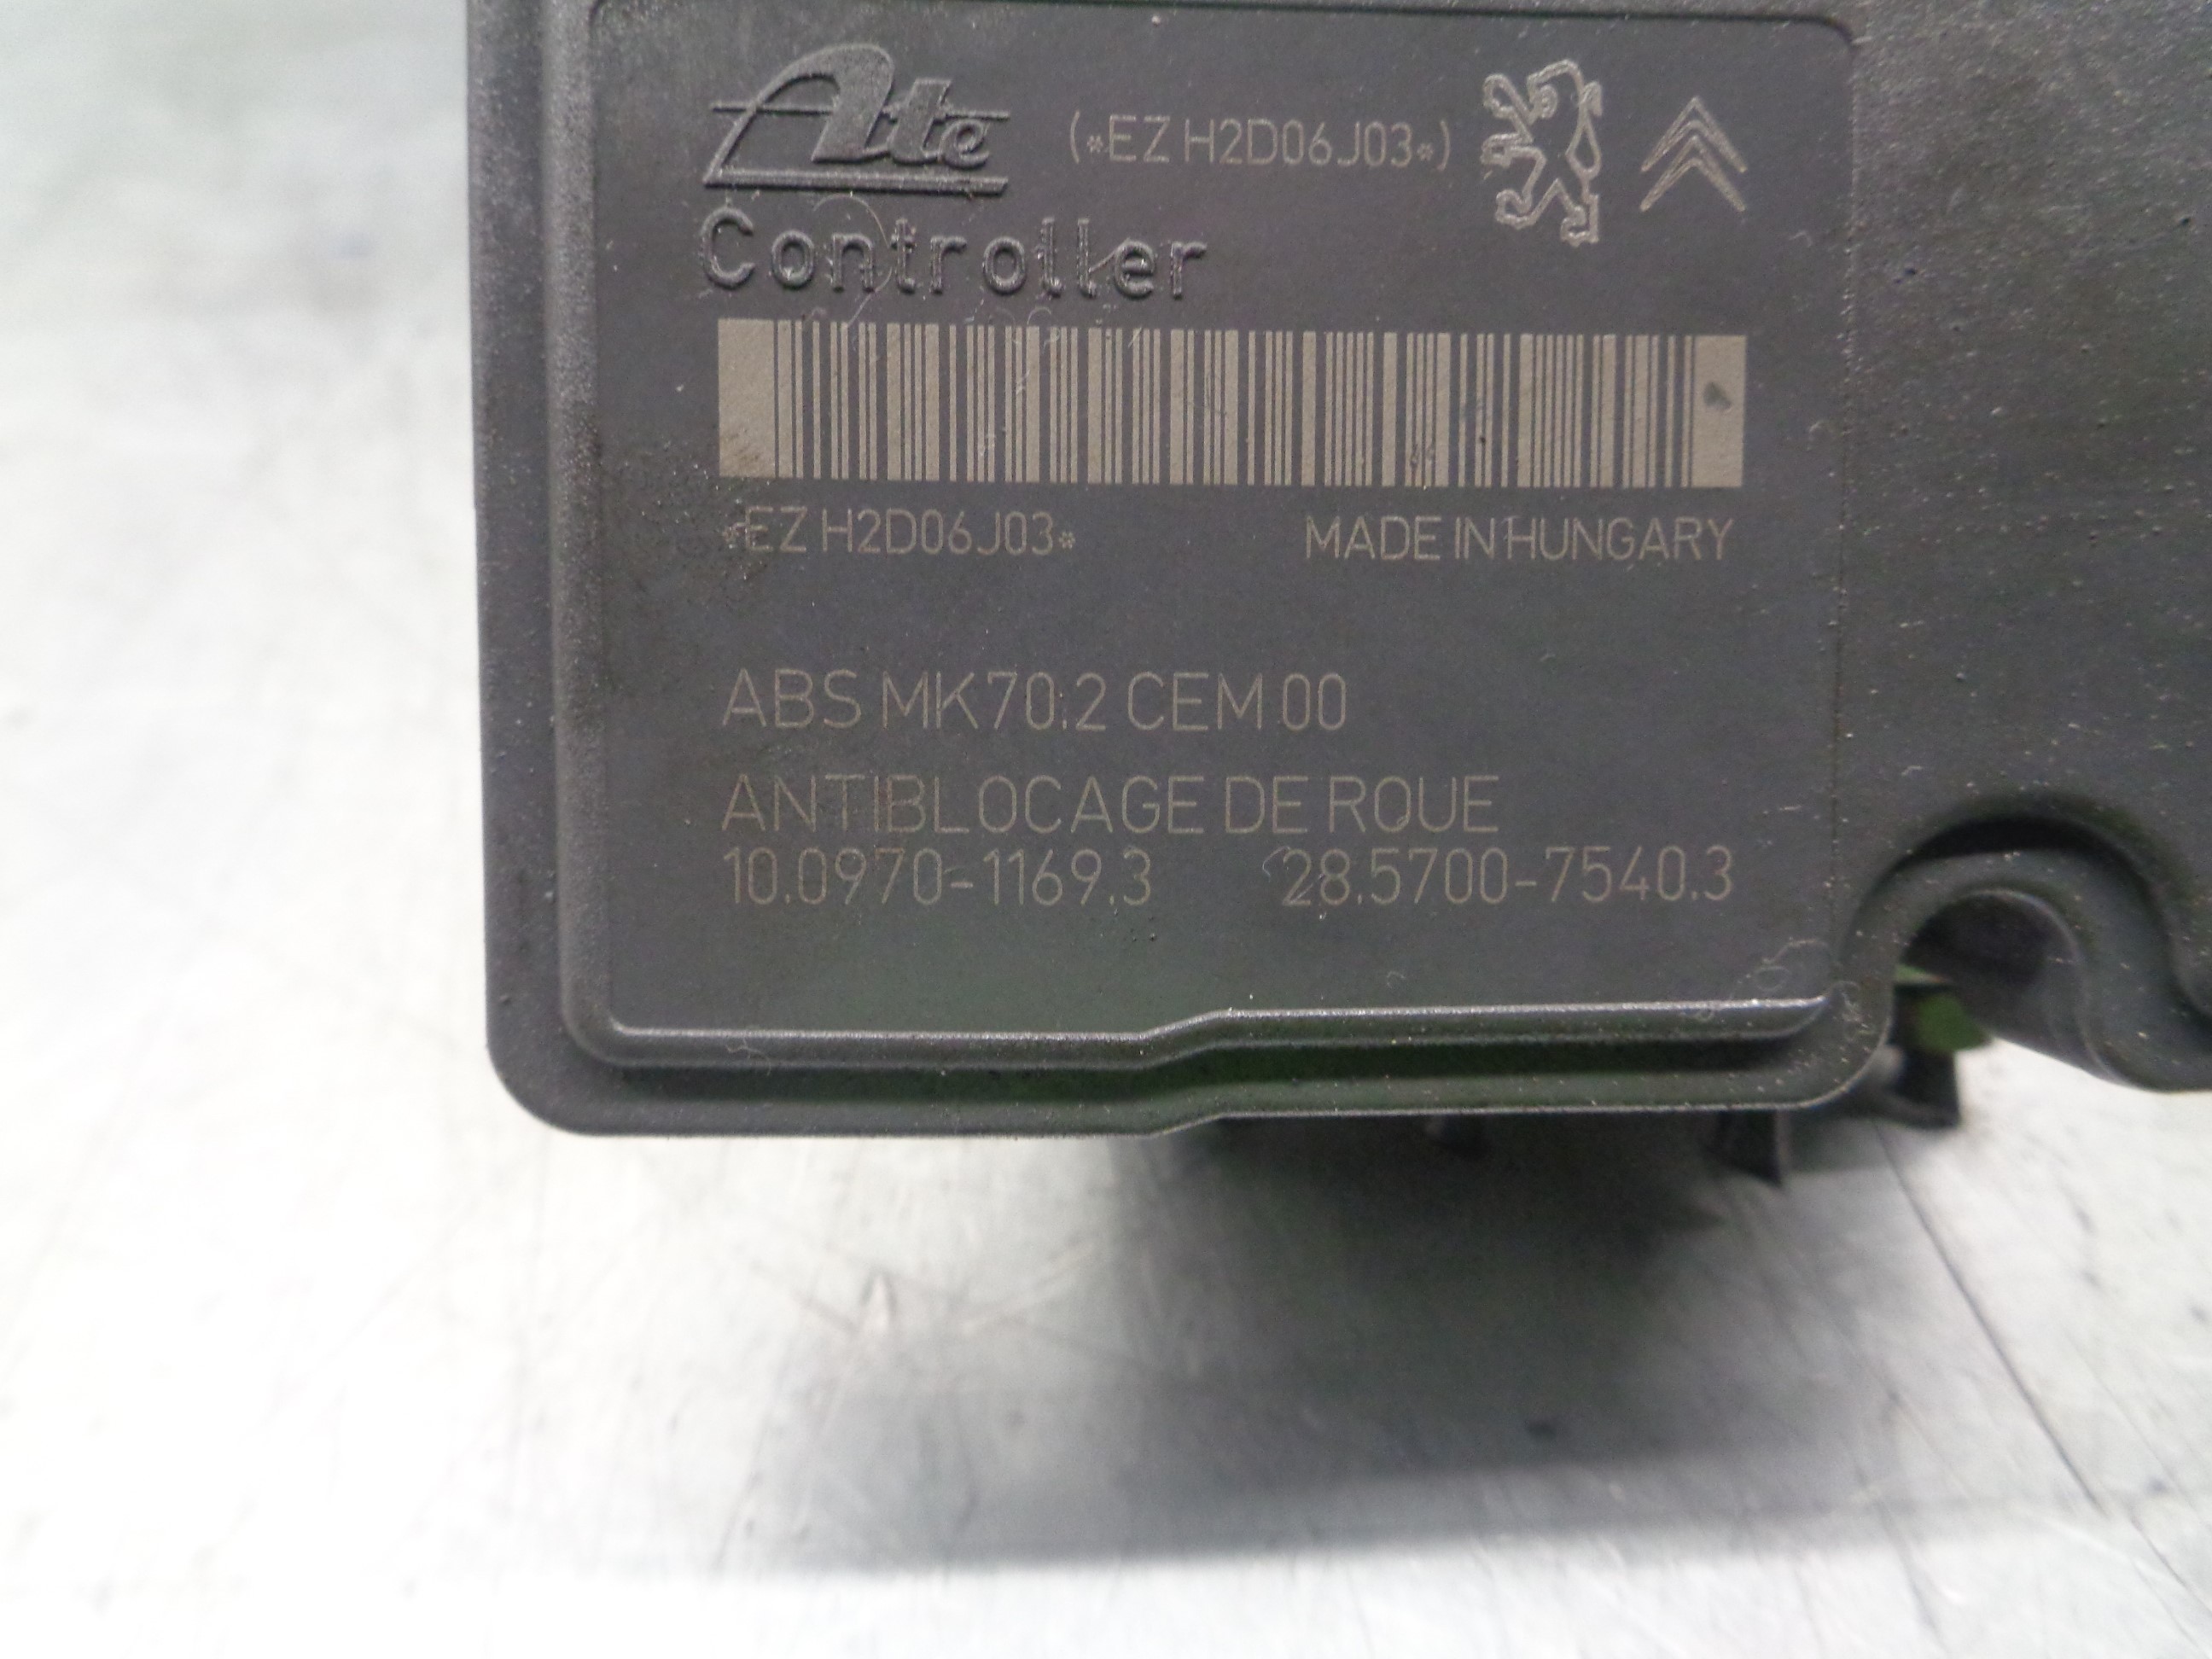 Ate (*EZ H2D06J03*)
Controller
*EZ H2D06J03* MADE IN HUNGARY
ABS MK70.2 CEM 00
ANTIBLOCAGE DE ROUE
10.0970-1169.3 28.5700-7540.3